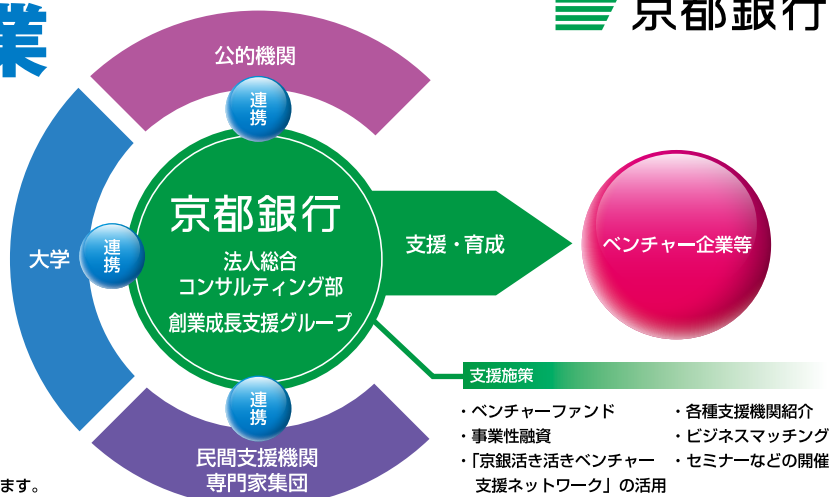 業
京都銀行
公的機関
連携
京都銀行
法人総合
コンサルティング部
創業成長支援グループ
大学
連携
支援・育成
ベンチャー企業等
連携
民間支援機関
専門家集団
支援施策
・ベンチャーファンド
・事業性融資
・「京銀活き活きベンチャー
支援ネットワーク」の活用
・各種支援機関紹介
・ビジネスマッチング
・セミナーなどの開催
ます。